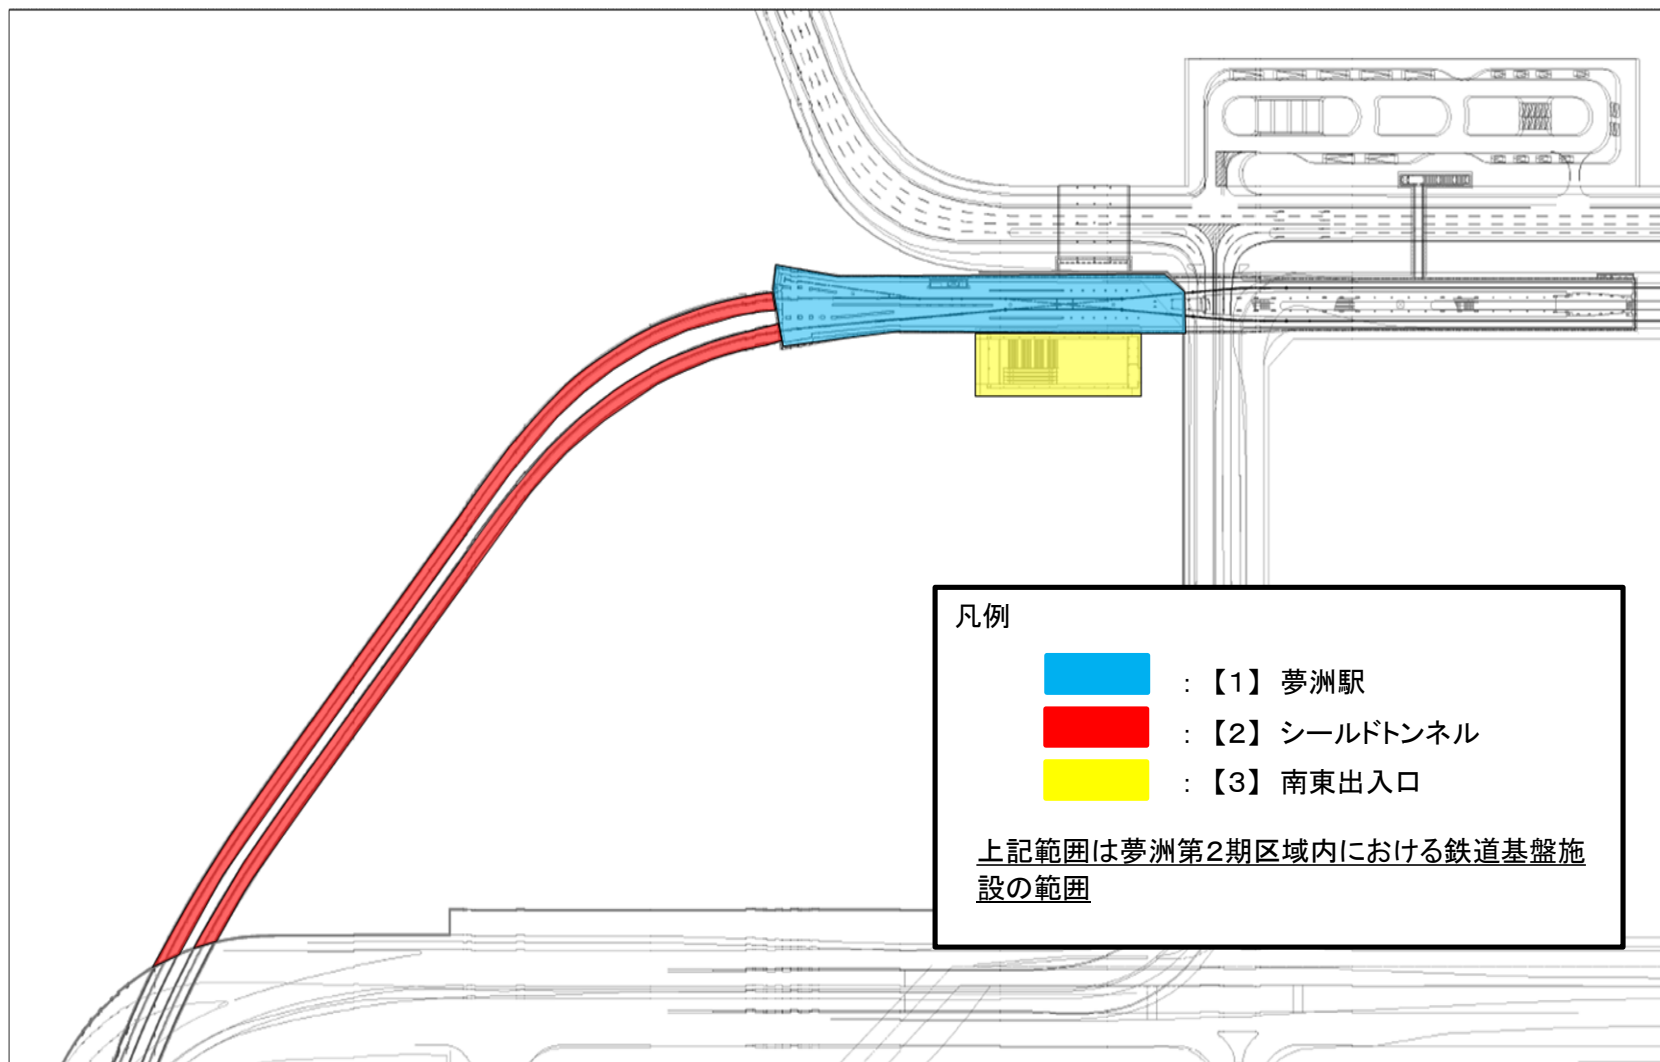 凡例
：【1】 夢洲駅
：【2】 シールドトンネル
：【3】 南東出入口
上記範囲は夢洲第2期区域内における鉄道基盤施
設の範囲